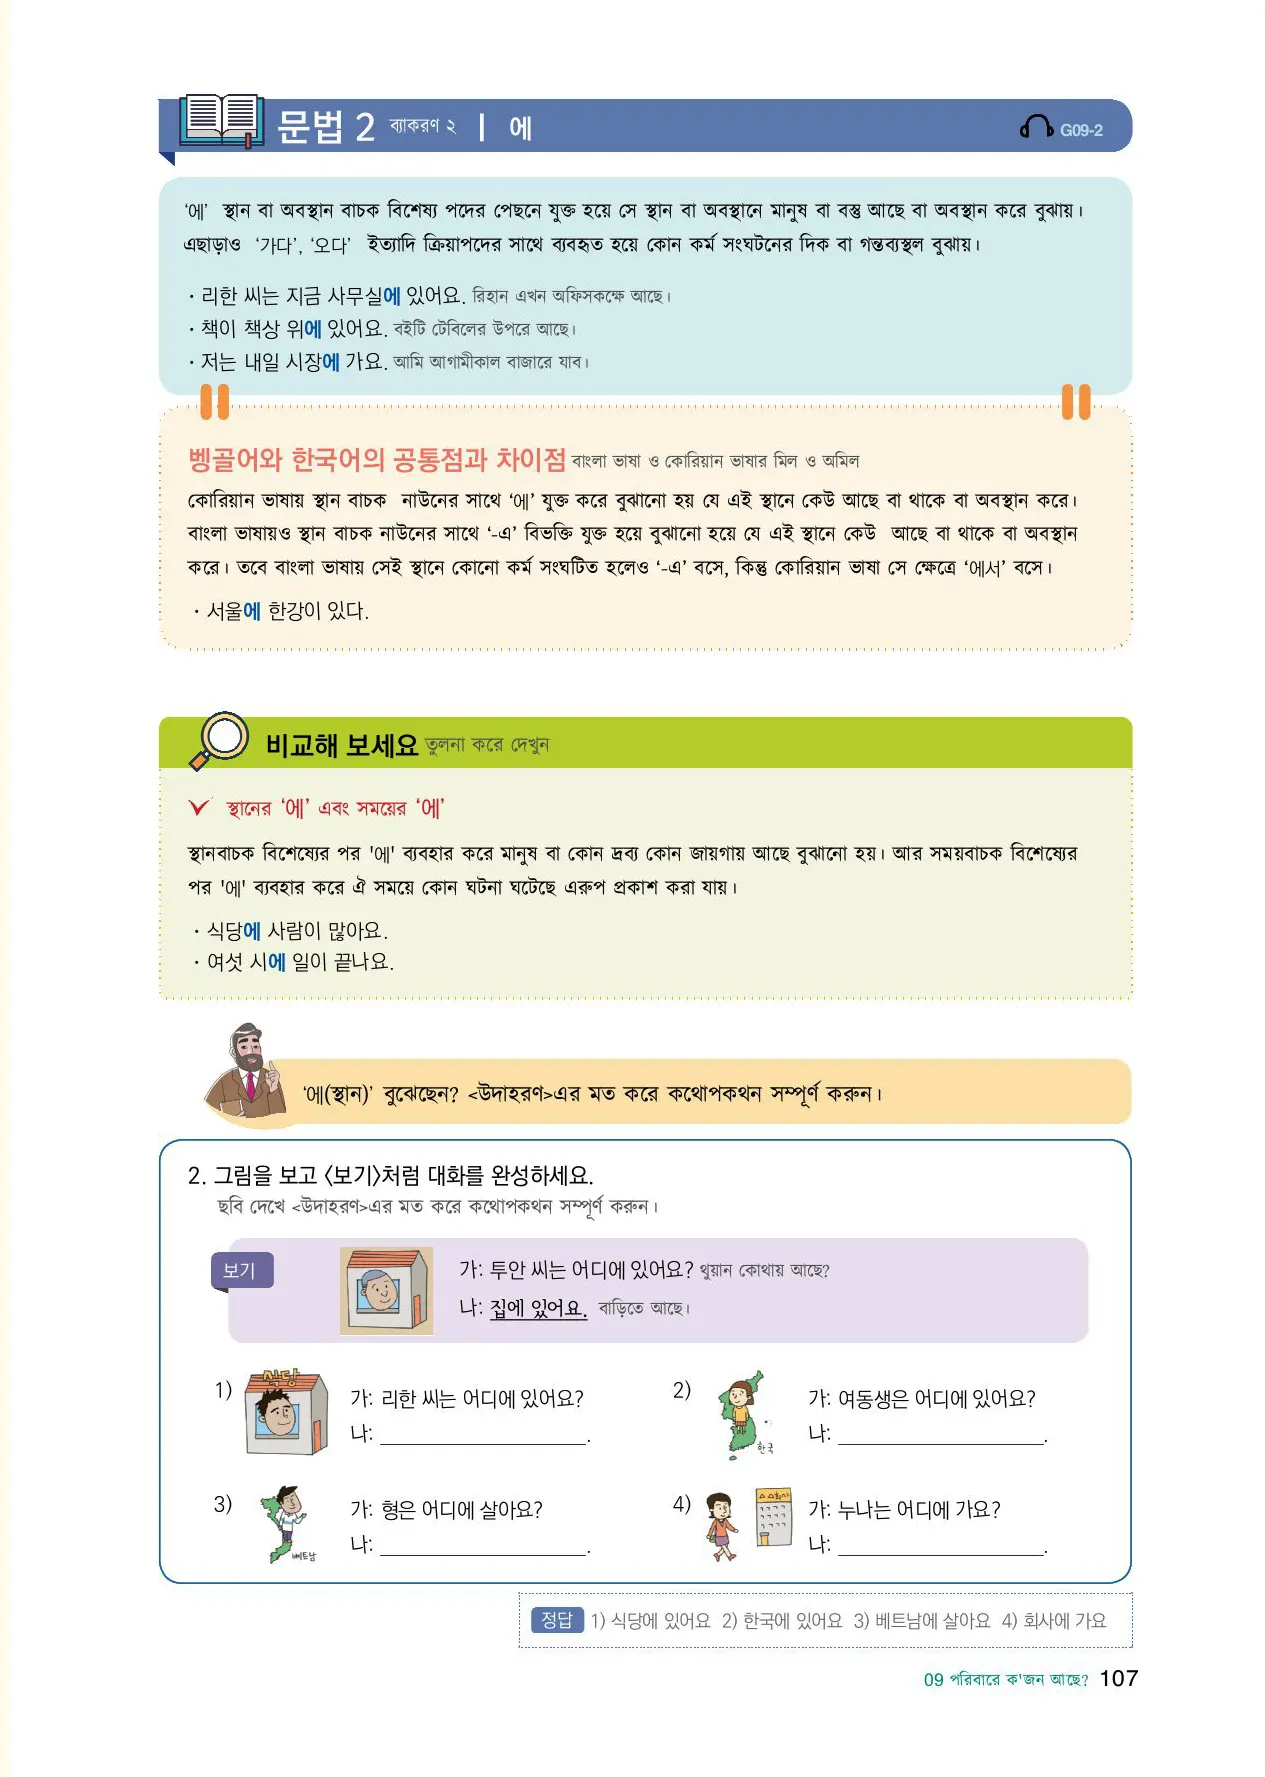 문법 2 ব্যাকরণ ২ | 에
G09-2
‘에’ স্থান বা অবস্থান বাচক বিশেষ্য পদের পেছনে যুক্ত হয়ে সে স্থান বা অবস্থানে মানুষ বা বস্তু আছে বা অবস্থান করে বুঝায়।
এছাড়াও ‘가다’, ‘오다’ ইত্যাদি ক্রিয়াপদের সাথে ব্যবহৃত হয়ে কোন কর্ম সংঘটনের দিক বা গন্তব্যস্থল বুঝায়।
· 리한 씨는 지금 사무실에 있어요. রিহান এখন অফিসকক্ষে আছে।
· 책이 책상 위에 있어요. বইটি টেবিলের উপরে আছে।
· 저는 내일 시장에 가요. আমি আগামীকাল বাজারে যাব।
벵골어와 한국어의 공통점과 차이점 বাংলা ভাষা ও কোরিয়ান ভাষার মিল ও অমিল
কোরিয়ান ভাষায় স্থান বাচক নাউনের সাথে ‘에’ যুক্ত করে বুঝানো হয় যে এই স্থানে কেউ আছে বা থাকে বা অবস্থান করে।
বাংলা ভাষায়ও স্থান বাচক নাউনের সাথে ‘-এ’ বিভক্তি যুক্ত হয়ে বুঝানো হয়ে যে এই স্থানে কেউ আছে বা থাকে বা অবস্থান
করে। তবে বাংলা ভাষায় সেই স্থানে কোনো কর্ম সংঘটিত হলেও ‘-এ’ বসে, কিন্তু কোরিয়ান ভাষা সে ক্ষেত্রে ‘에서’ বসে।
· 서울에 한강이 있다.
비교해 보세요 তুলনা করে দেখুন
স্থানের ‘에’ এবং সময়ের ‘에’
স্থানবাচক বিশেষ্যের পর '에' ব্যবহার করে মানুষ বা কোন দ্রব্য কোন জায়গায় আছে বুঝানো হয়। আর সময়বাচক বিশেষ্যের
পর '에' ব্যবহার করে ঐ সময়ে কোন ঘটনা ঘটেছে এরুপ প্রকাশ করা যায়।
· 식당에 사람이 많아요.
· 여섯 시에 일이 끝나요.
‘에(স্থান)’ বুঝেছেন? <উদাহরণ>এর মত করে কথোপকথন সম্পূর্ণ করুন।
2. 그림을 보고 〈보기〉처럼 대화를 완성하세요.
ছবি দেখে <উদাহরণ>এর মত করে কথোপকথন সম্পূর্ণ করুন।
보기
가: 투안 씨는 어디에 있어요? থুয়ান কোথায় আছে?
나: 집에 있어요. বাড়িতে আছে।
1) 식당
가: 리한 씨는 어디에 있어요?
나: ____________________.
2) 한국
가: 여동생은 어디에 있어요?
나: ____________________.
3) 베트남
가: 형은 어디에 살아요?
나: ____________________.
4)
가: 누나는 어디에 가요?
나: ____________________.
정답 1) 식당에 있어요 2) 한국에 있어요 3) 베트남에 살아요 4) 회사에 가요
09 পরিবারে ক'জন আছে? 107